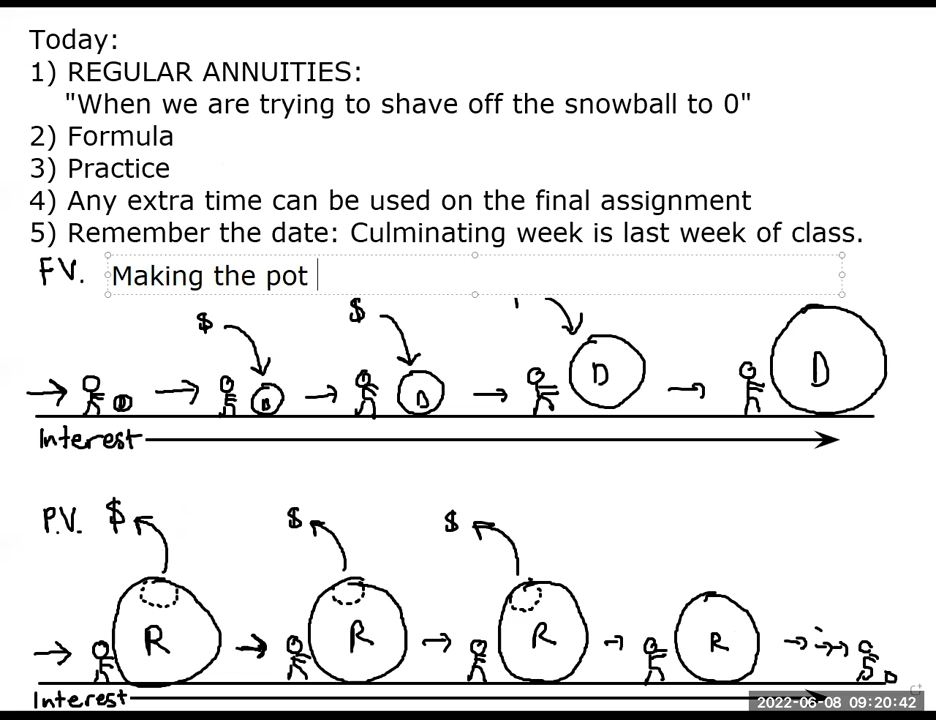 Today:
1) REGULAR ANNUITIES:
"When we are trying to shave off the snowball to 0"
2) Formula
3) Practice
4) Any extra time can be used on the final assignment
5) Remember the date: Culminating week is last week of class.
FV. Making the pot
$ $
D D D D D
Interest
P.V. $ $ $
R R R R
Interest
2022-06-08 09:20:42